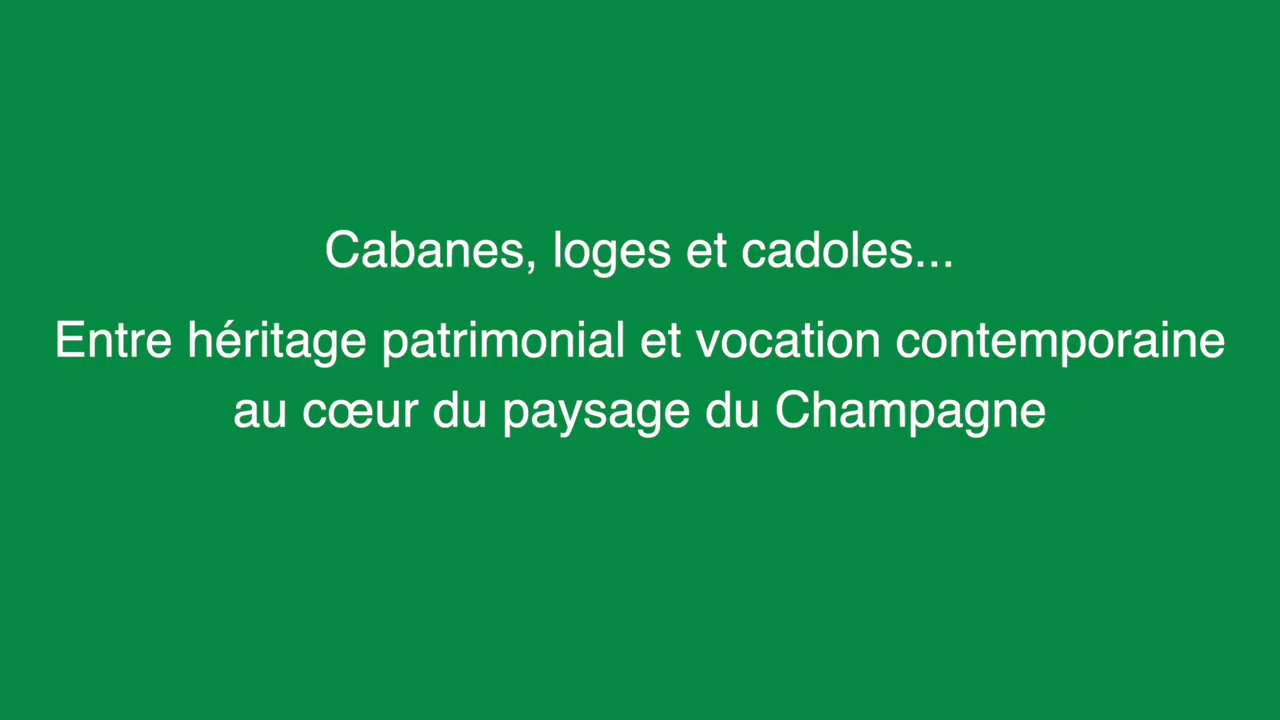 Cabanes, loges et cadoles...
Entre héritage patrimonial et vocation contemporaine
au cœur du paysage du Champagne